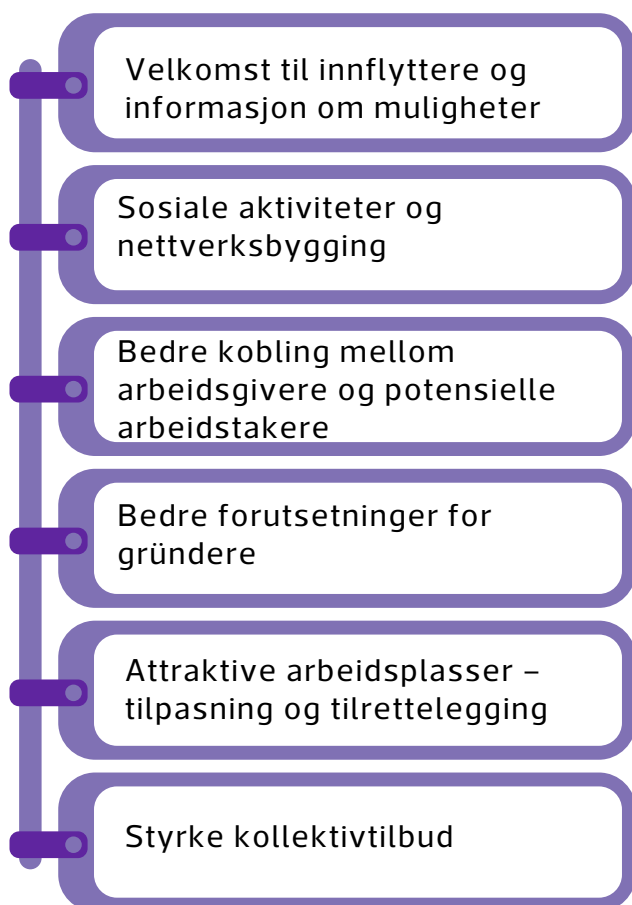 Velkomst til innflyttere og
informasjon om muligheter
Sosiale aktiviteter og
nettverksbygging
Bedre kobling mellom
arbeidsgivere og potensielle
arbeidstakere
Bedre forutsetninger for
gründere
Attraktive arbeidsplasser –
tilpasning og tilrettelegging
Styrke kollektivtilbud